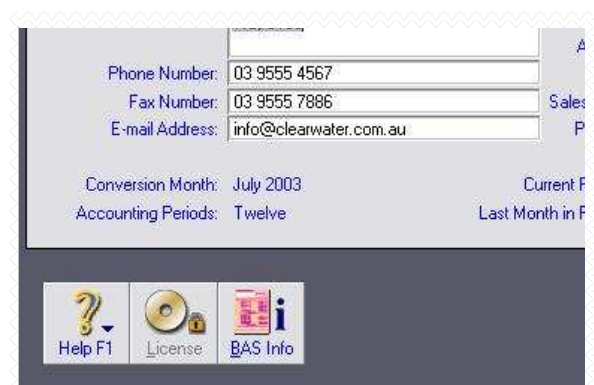 A
Phone Number: 03 9555 4567
Fax Number: 03 9555 7886 Sales
E-mail Address: info@clearwater.com.au P
Conversion Month: July 2003 Current F
Accounting Periods: Twelve Last Month in F
Help F1 License BAS Info